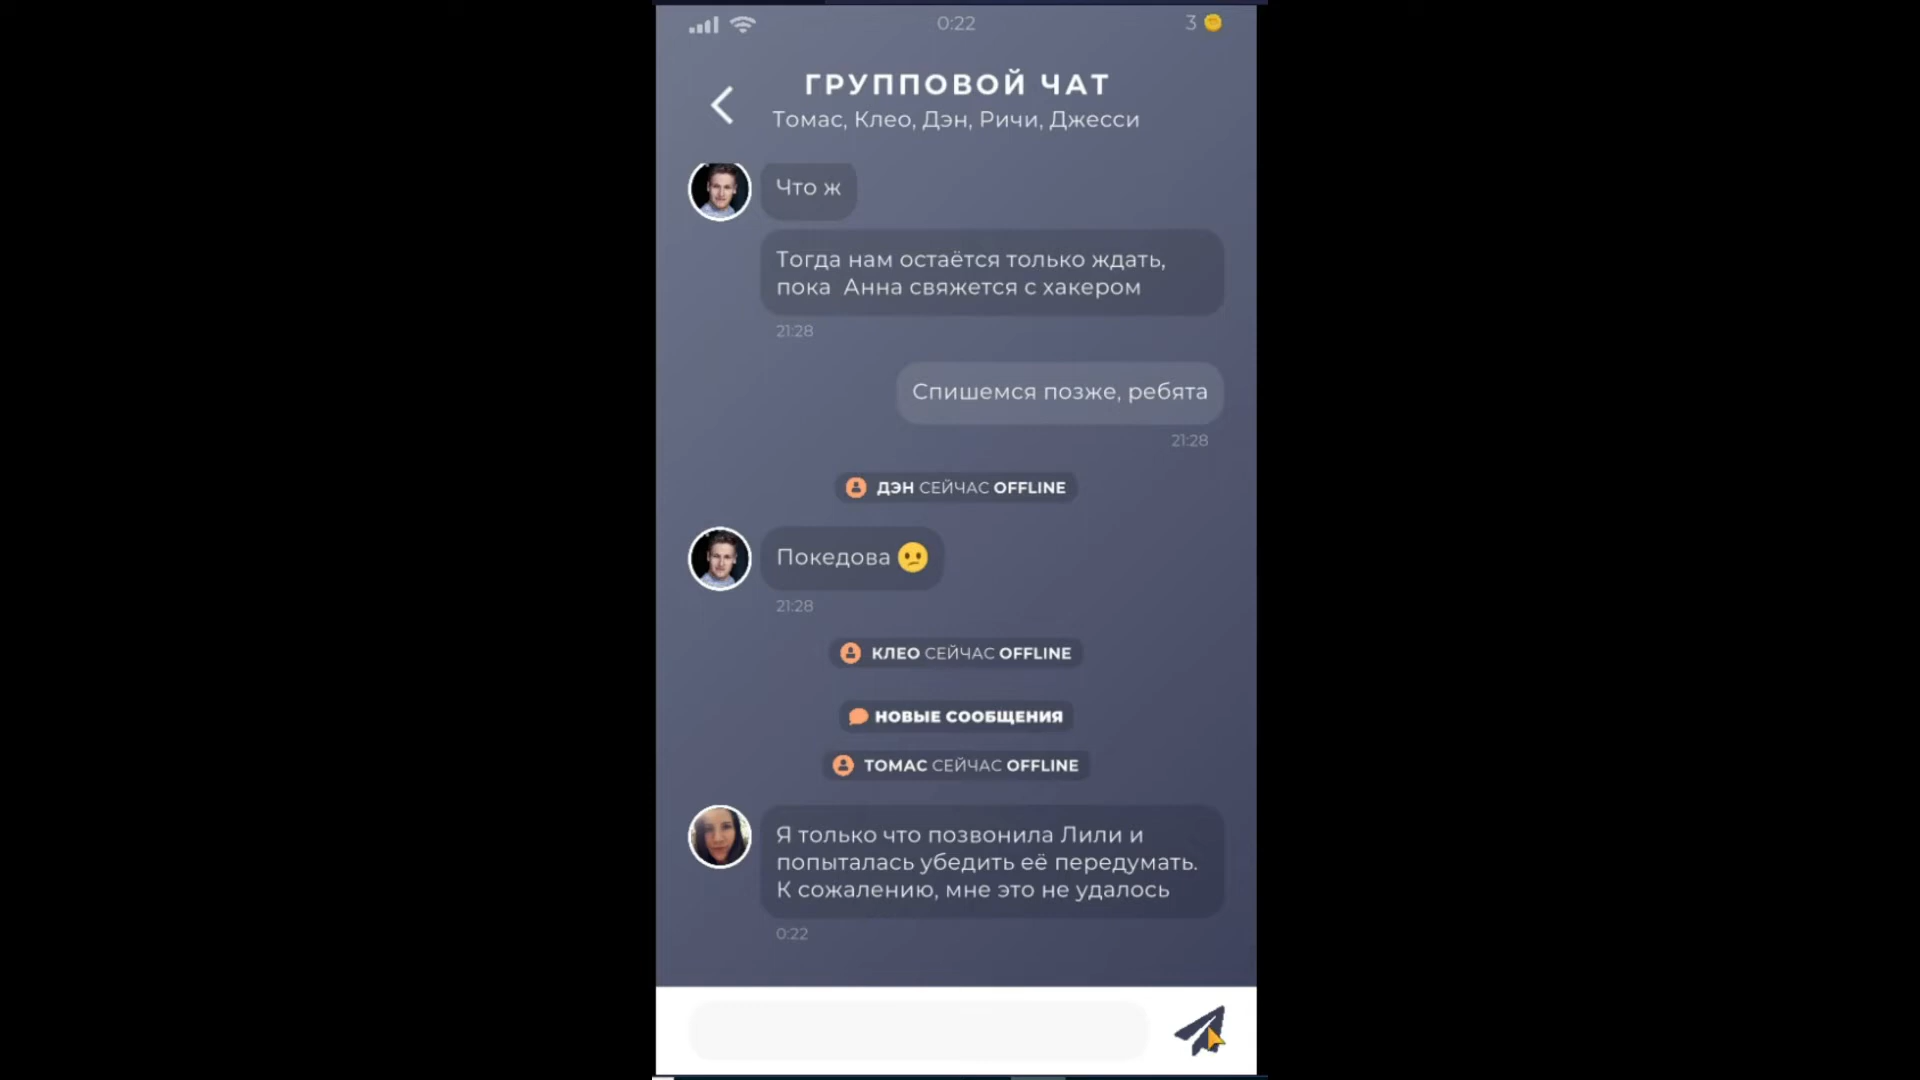 0:22
3
ГРУППОВОЙ ЧАТ
Томас, Клео, Дэн, Ричи, Джесси
Что ж
Тогда нам остаётся только ждать,
пока Анна свяжется с хакером
21:28
Спишемся позже, ребята
21:28
ДЭН СЕЙЧАС OFFLINE
Покедова
21:28
КЛЕО СЕЙЧАС OFFLINE
НОВЫЕ СООБЩЕНИЯ
ТОМАС СЕЙЧАС OFFLINE
Я только что позвонила Лили и
попыталась убедить её передумать.
К сожалению, мне это не удалось
0:22